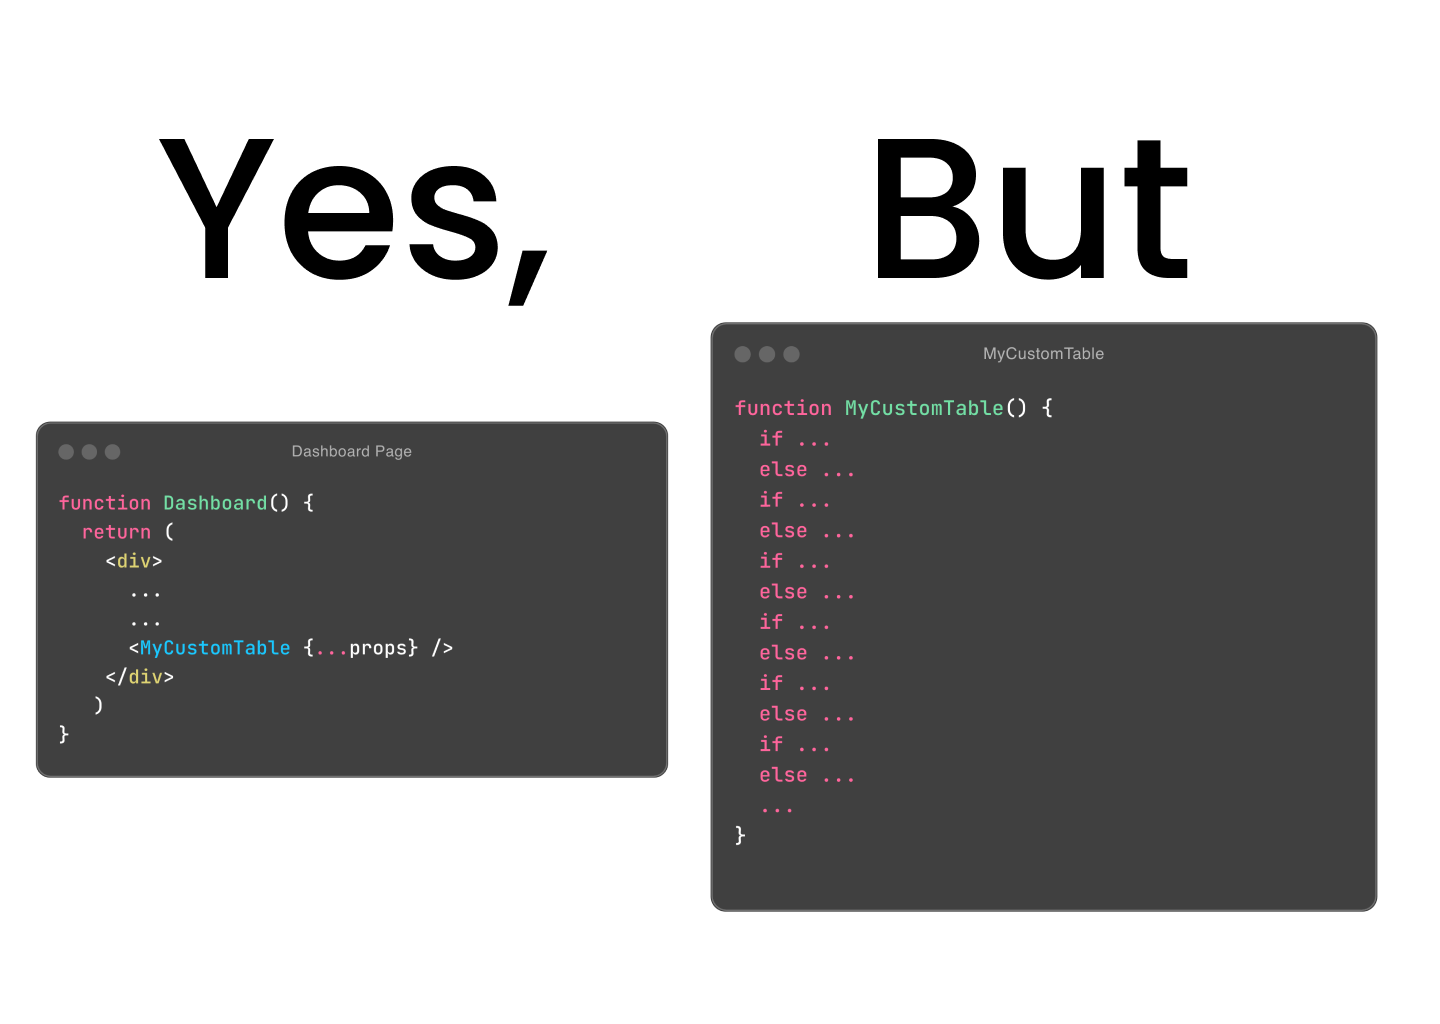 Yes,
But
Dashboard Page
function Dashboard() {
  return (
    <div>
      ...
      ...
      <MyCustomTable {...props} />
    </div>
   )
}
MyCustomTable
function MyCustomTable() {
  if ...
  else ...
  if ...
  else ...
  if ...
  else ...
  if ...
  else ...
  if ...
  else ...
  if ...
  else ...
  ...
}